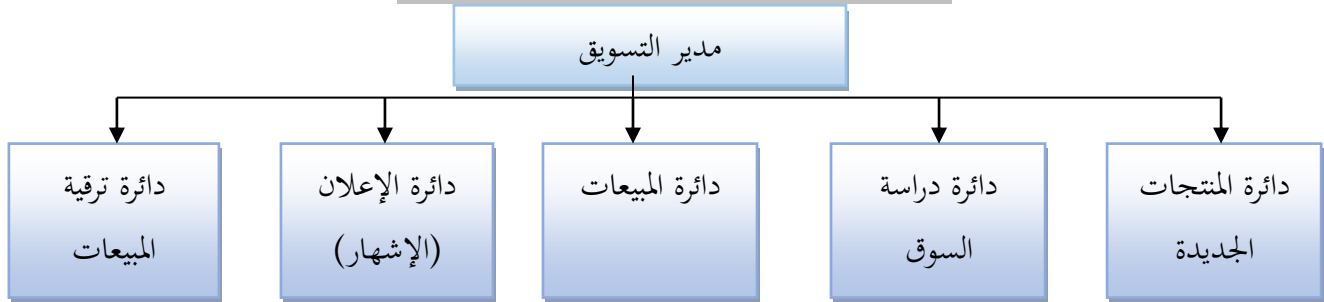 مدير التسويق
دائرة المنتجات
الجديدة
دائرة دراسة
السوق
دائرة المبيعات
دائرة الإعلان
(الإشهار)
دائرة ترقية
المبيعات